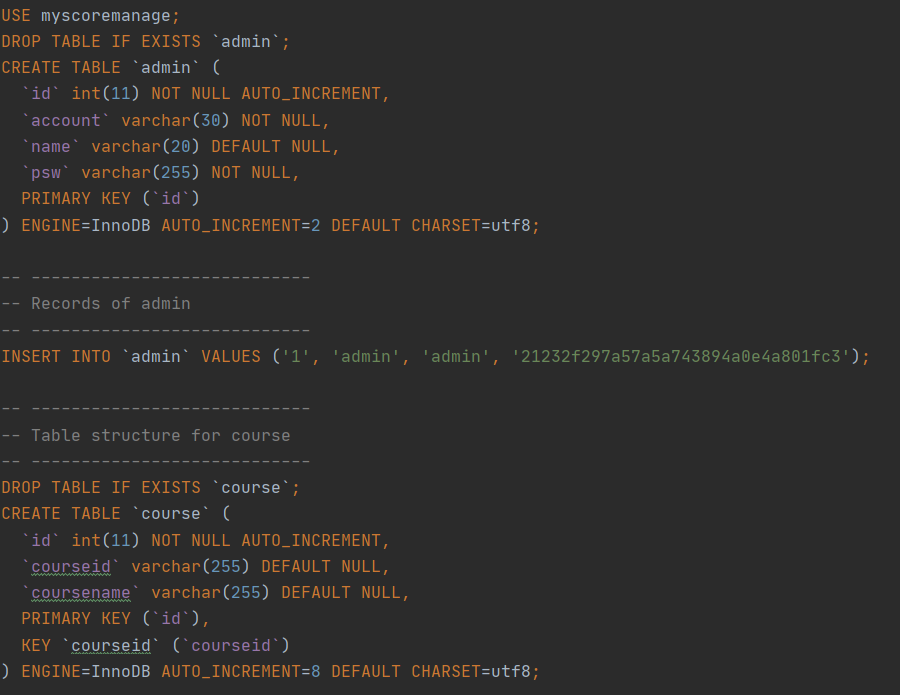 USE myscoremanage;
DROP TABLE IF EXISTS `admin`;
CREATE TABLE `admin` (
  `id` int(11) NOT NULL AUTO_INCREMENT,
  `account` varchar(30) NOT NULL,
  `name` varchar(20) DEFAULT NULL,
  `psw` varchar(255) NOT NULL,
  PRIMARY KEY (`id`)
) ENGINE=InnoDB AUTO_INCREMENT=2 DEFAULT CHARSET=utf8;

-- ----------------------------
-- Records of admin
-- ----------------------------
INSERT INTO `admin` VALUES ('1', 'admin', 'admin', '21232f297a57a5a743894a0e4a801fc3');

-- ----------------------------
-- Table structure for course
-- ----------------------------
DROP TABLE IF EXISTS `course`;
CREATE TABLE `course` (
  `id` int(11) NOT NULL AUTO_INCREMENT,
  `courseid` varchar(255) DEFAULT NULL,
  `coursename` varchar(255) DEFAULT NULL,
  PRIMARY KEY (`id`),
  KEY `courseid` (`courseid`)
) ENGINE=InnoDB AUTO_INCREMENT=8 DEFAULT CHARSET=utf8;